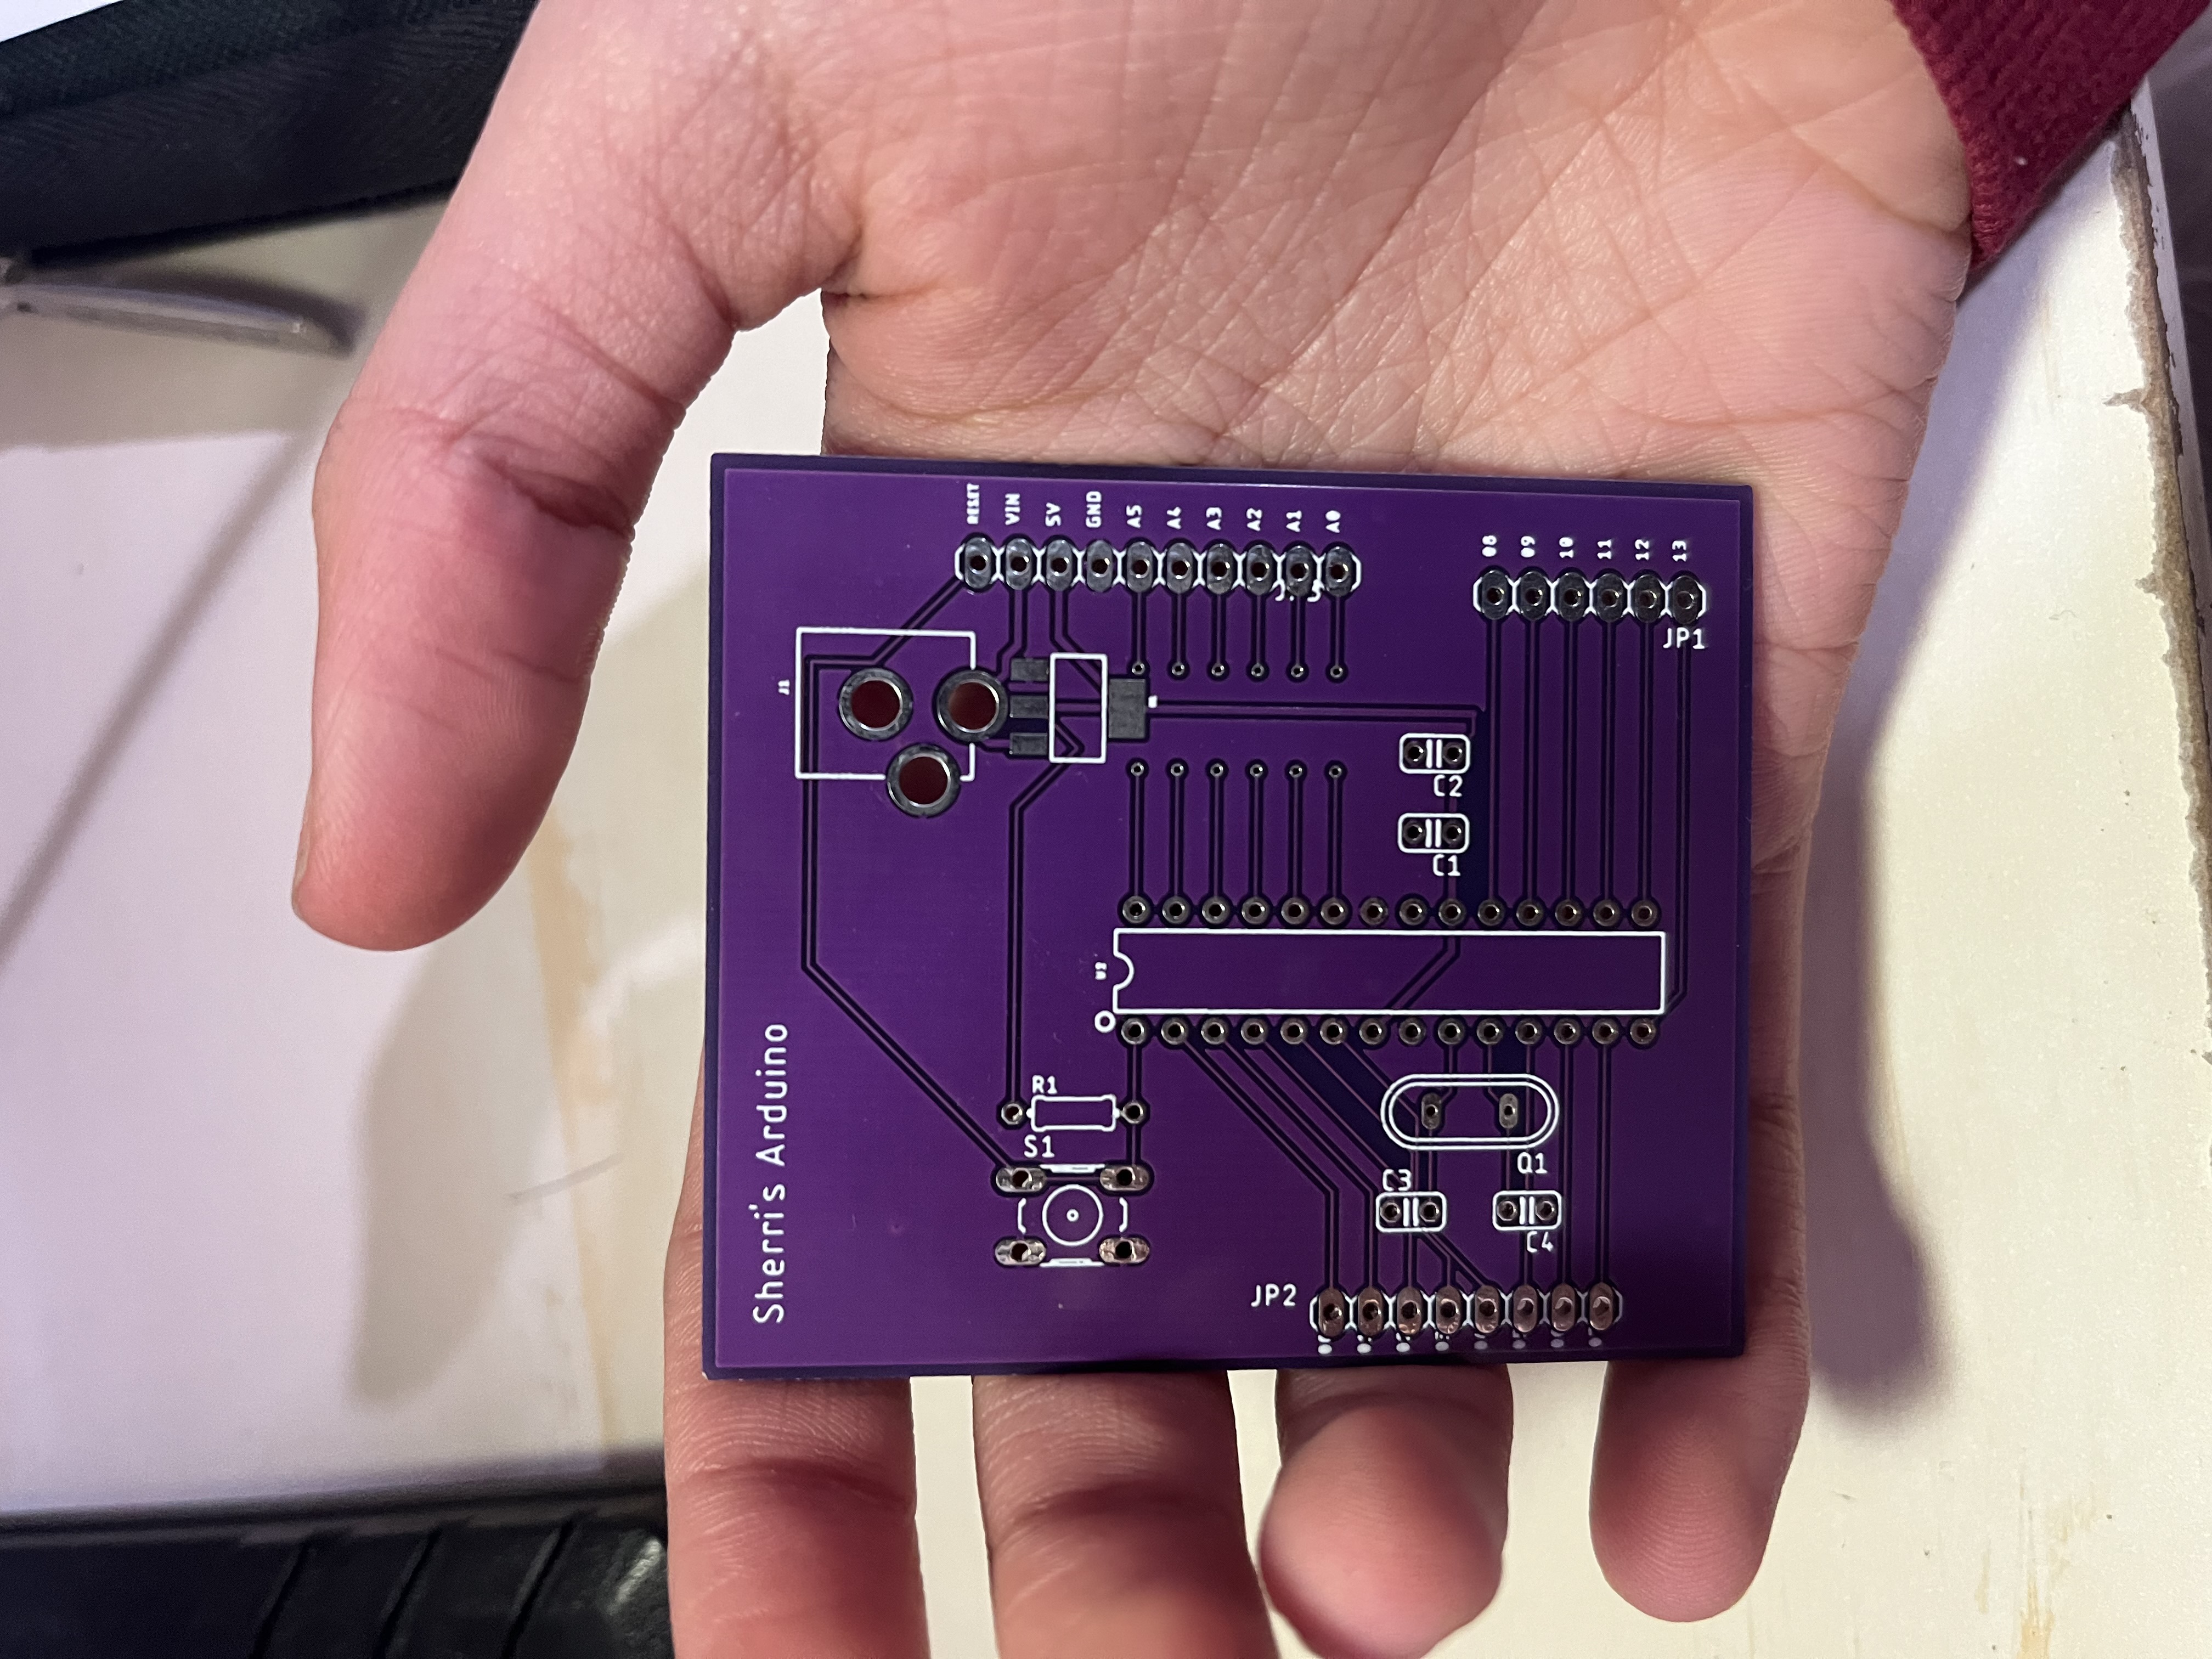 Sherri's Arduino
J1
RESET
VIN
5V
GND
A5
A4
A3
A2
A1
A0
S1
R1
U2
JP2
C3
C4
Q1
C1
C2
08
09
10
11
12
13
JP1